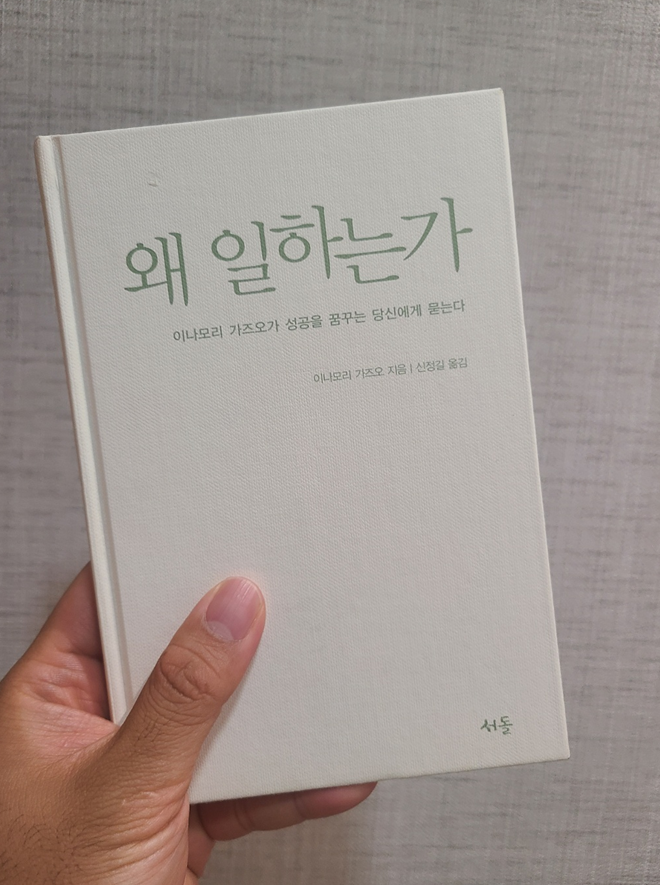 왜 일하는가
이나모리 가즈오가 성공을 꿈꾸는 당신에게 묻는다
이나모리 가즈오 지음 | 신정길 옮김
서돌